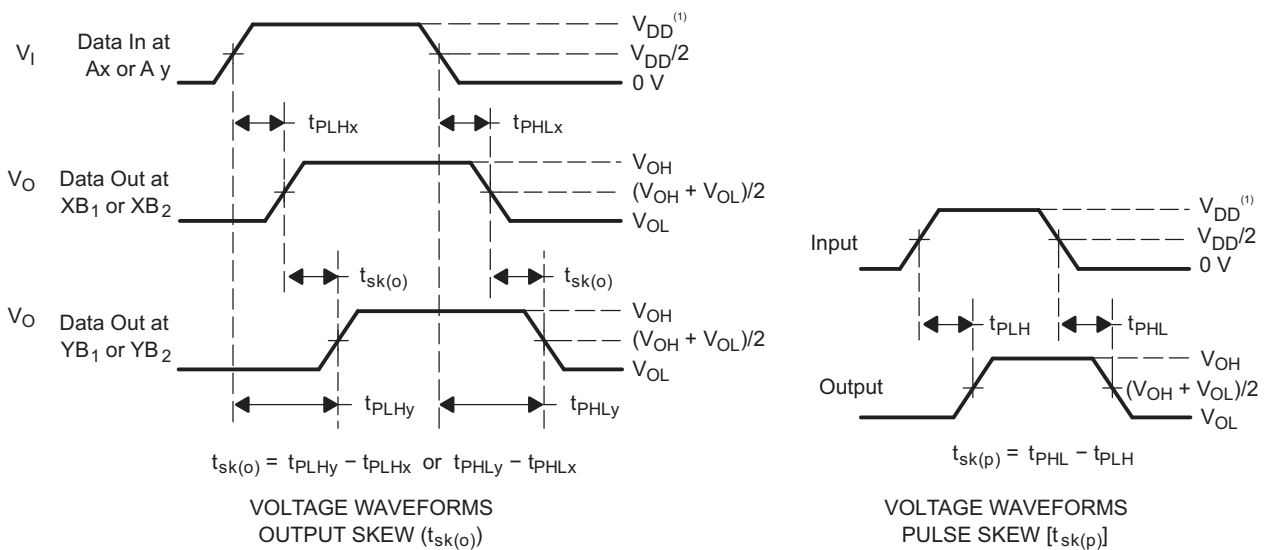 V_I
Data In at
Ax or A y
V_DD^(1)
V_DD/2
0 V
t_PLHx
t_PHLx
V_O
Data Out at
XB_1 or XB_2
V_OH
(V_OH + V_OL)/2
V_OL
t_sk(o)
t_sk(o)
V_O
Data Out at
YB_1 or YB_2
V_OH
(V_OH + V_OL)/2
V_OL
t_PLHy
t_PHLy
t_sk(o) = t_PLHy − t_PLHx or t_PHLy − t_PHLx
VOLTAGE WAVEFORMS
OUTPUT SKEW (t_sk(o))
Input
V_DD^(1)
V_DD/2
0 V
t_PLH
t_PHL
Output
V_OH
(V_OH + V_OL)/2
V_OL
t_sk(p) = t_PHL − t_PLH
VOLTAGE WAVEFORMS
PULSE SKEW [t_sk(p)]